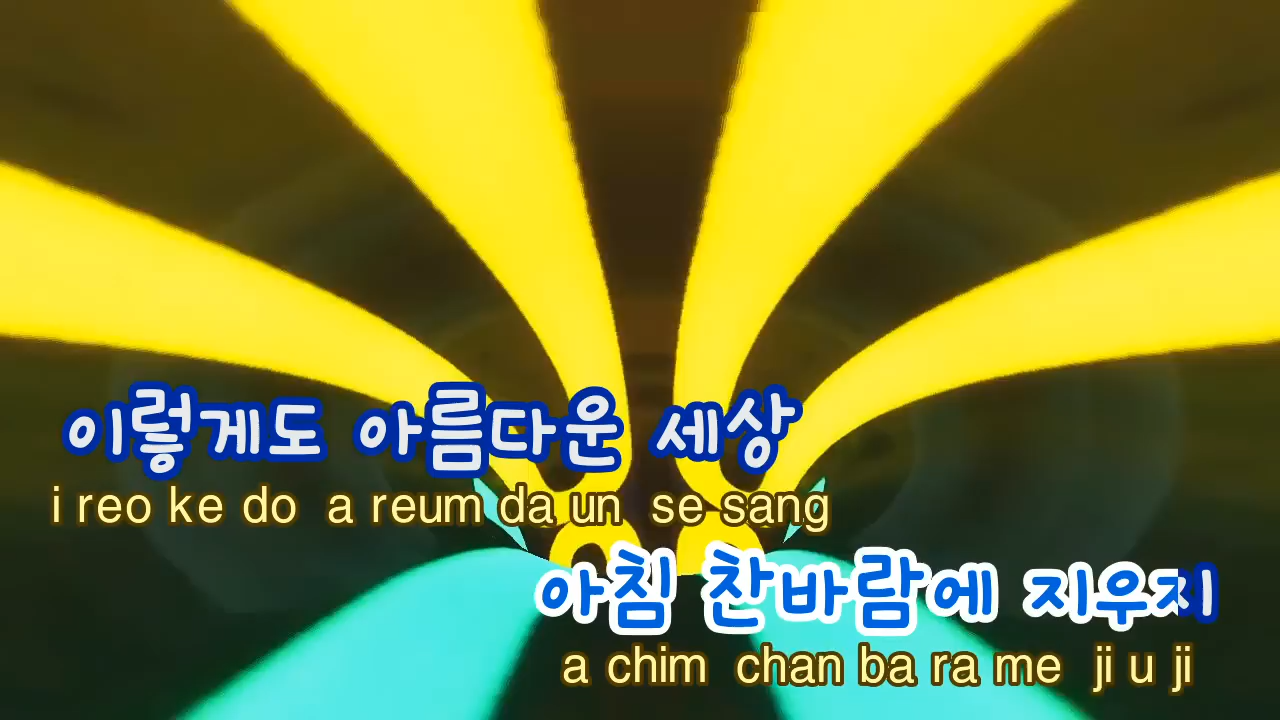 이렇게도 아름다운 세상
i reo ke do a reum da un se sang
아침 찬바람에 지우지
a chim chan ba ra me ji u ji